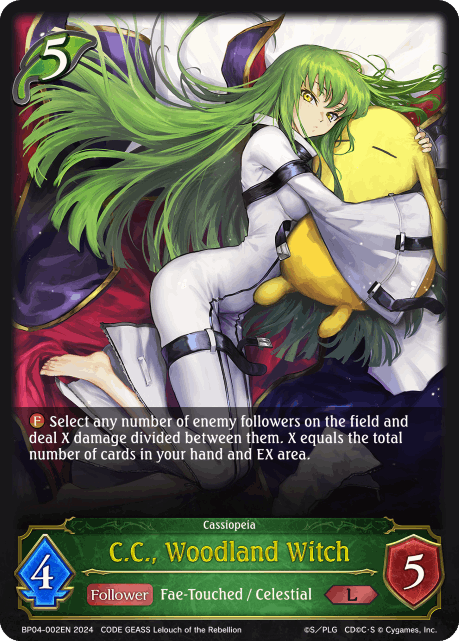 5
F Select any number of enemy followers on the field and
deal X damage divided between them. X equals the total
number of cards in your hand and EX area.
Cassiopeia
C.C., Woodland Witch
4
Follower Fae-Touched / Celestial L
5
BP04-002EN 2024 CODE GEASS Lelouch of the Rebellion ©S/PLG CD©C·S © Cygames, Inc.